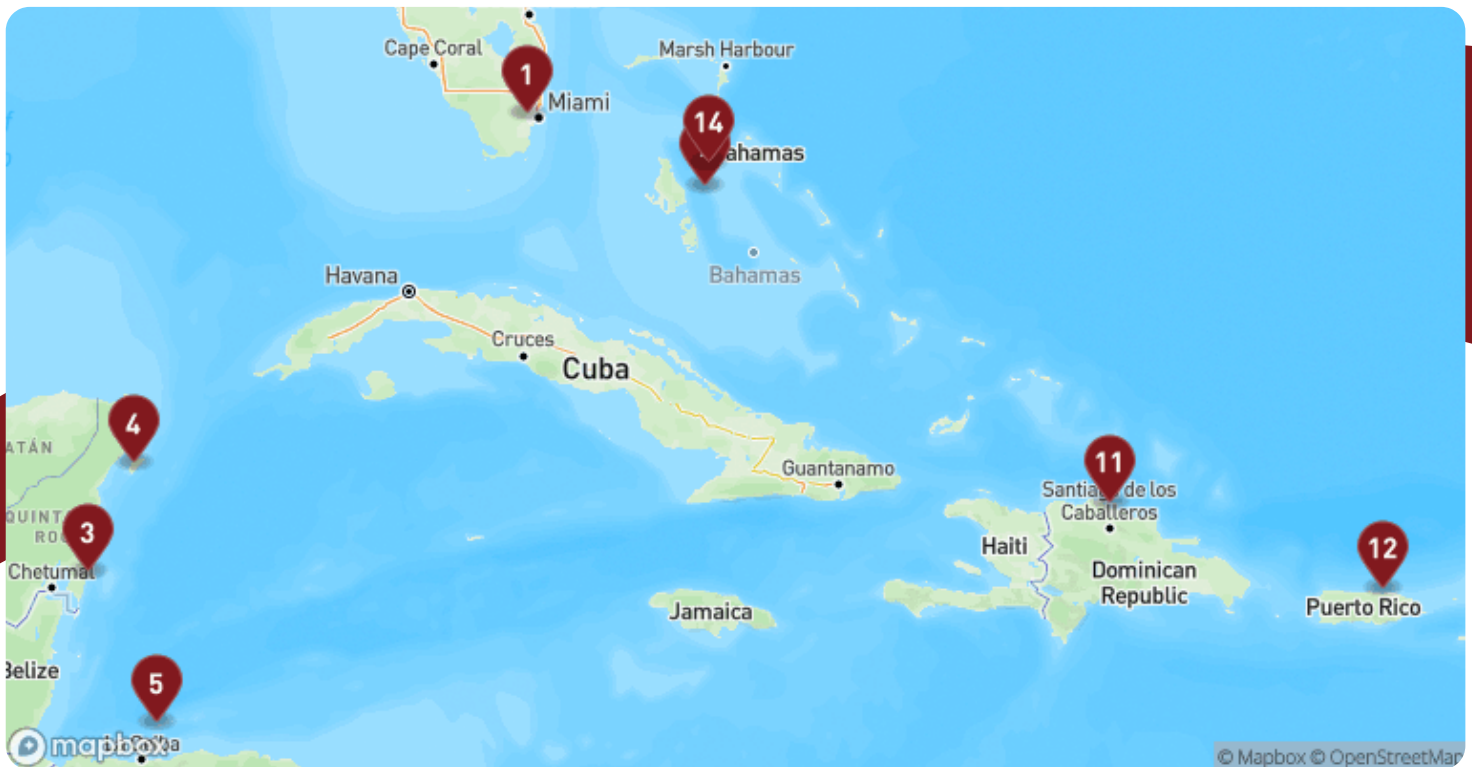 Cape Coral
Marsh Harbour
1
Miami
14
ahamas
Havana
Bahamas
Cruces
Cuba
4
ATÁN
Guantanamo
11
Santiago de los
Caballeros
QUINT
RO
3
12
Haiti
Chetumal
Dominican
Republic
Jamaica
Puerto Rico
Belize
5
mapbox
© Mapbox © OpenStreetMap